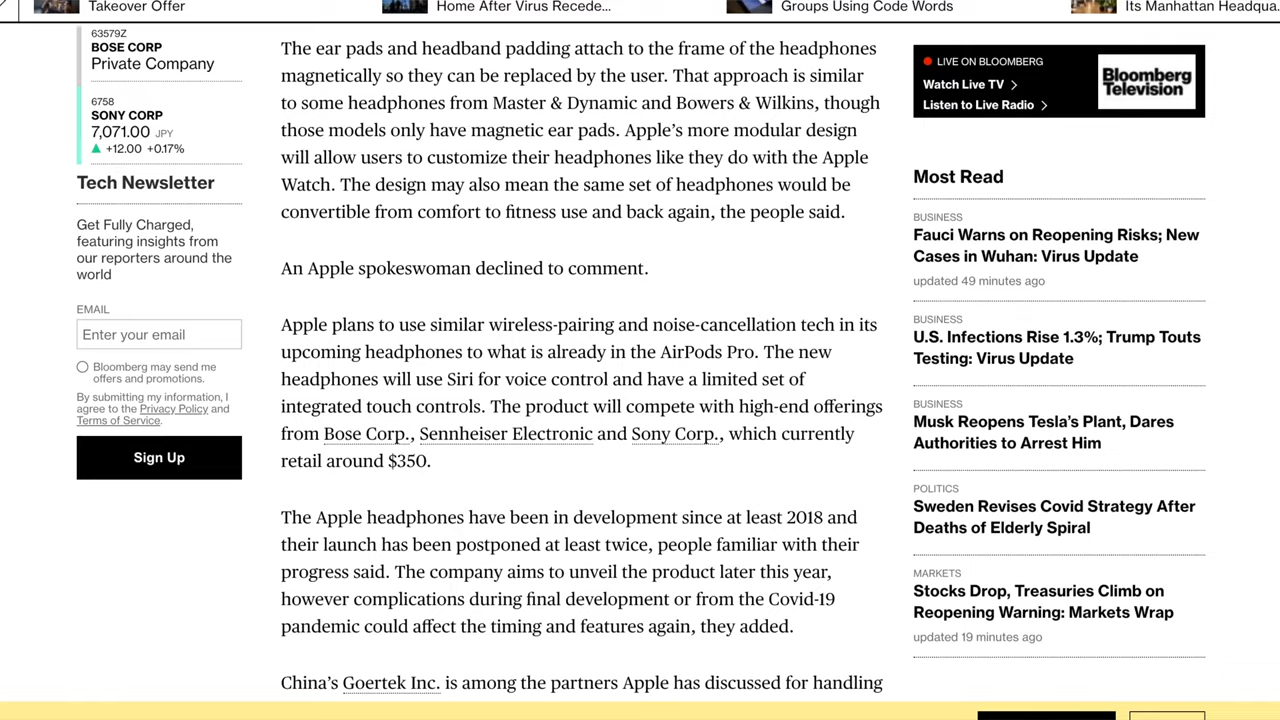 Takeover Offer
Home After Virus Recede...
Groups Using Code Words
Its Manhattan Headqua...
63579Z
BOSE CORP
Private Company
6758
SONY CORP
7,071.00 JPY
+12.00 +0.17%
Tech Newsletter
Get Fully Charged,
featuring insights from
our reporters around the
world
EMAIL
Enter your email
Bloomberg may send me
offers and promotions.
By submitting my information, I
agree to the Privacy Policy and
Terms of Service.
Sign Up
The ear pads and headband padding attach to the frame of the headphones
magnetically so they can be replaced by the user. That approach is similar
to some headphones from Master & Dynamic and Bowers & Wilkins, though
those models only have magnetic ear pads. Apple’s more modular design
will allow users to customize their headphones like they do with the Apple
Watch. The design may also mean the same set of headphones would be
convertible from comfort to fitness use and back again, the people said.
An Apple spokeswoman declined to comment.
Apple plans to use similar wireless-pairing and noise-cancellation tech in its
upcoming headphones to what is already in the AirPods Pro. The new
headphones will use Siri for voice control and have a limited set of
integrated touch controls. The product will compete with high-end offerings
from Bose Corp., Sennheiser Electronic and Sony Corp., which currently
retail around $350.
The Apple headphones have been in development since at least 2018 and
their launch has been postponed at least twice, people familiar with their
progress said. The company aims to unveil the product later this year,
however complications during final development or from the Covid-19
pandemic could affect the timing and features again, they added.
China’s Goertek Inc. is among the partners Apple has discussed for handling
LIVE ON BLOOMBERG
Watch Live TV
Listen to Live Radio
Bloomberg
Television
Most Read
BUSINESS
Fauci Warns on Reopening Risks; New
Cases in Wuhan: Virus Update
updated 49 minutes ago
BUSINESS
U.S. Infections Rise 1.3%; Trump Touts
Testing: Virus Update
BUSINESS
Musk Reopens Tesla’s Plant, Dares
Authorities to Arrest Him
POLITICS
Sweden Revises Covid Strategy After
Deaths of Elderly Spiral
MARKETS
Stocks Drop, Treasuries Climb on
Reopening Warning: Markets Wrap
updated 19 minutes ago